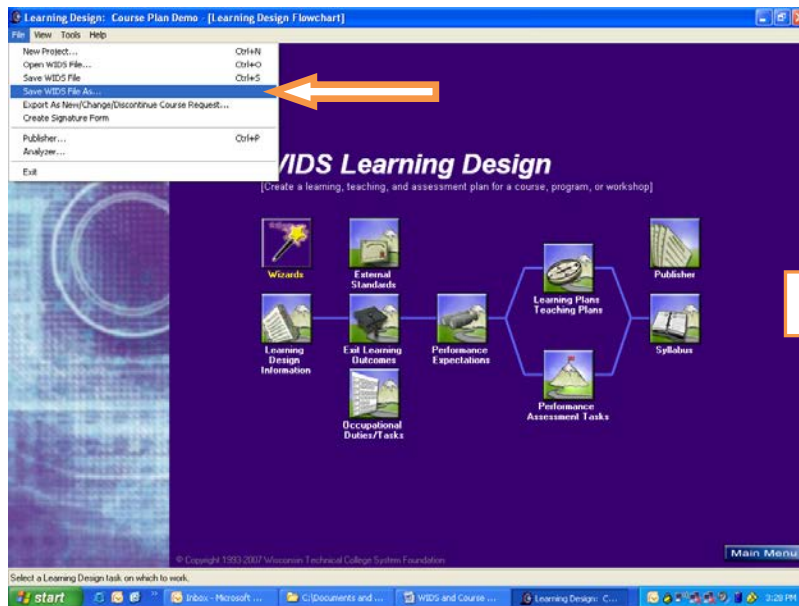 Learning Design: Course Plan Demo - [Learning Design Flowchart]
File View Tools Help
New Project... Ctrl+N
Open WIDS File... Ctrl+O
Save WIDS File Ctrl+S
Save WIDS File As...
Export As New/Change/Discontinue Course Request...
Create Signature Form
Publisher... Ctrl+P
Analyzer...
Exit
WIDS Learning Design
[Create a learning, teaching, and assessment plan for a course, program, or workshop]
Wizards
External
Standards
Publisher
Learning Plans
Teaching Plans
Learning
Design
Information
Exit Learning
Outcomes
Performance
Expectations
Syllabus
Occupational
Duties/Tasks
Performance
Assessment Tasks
© Copyright 1993-2007 Wisconsin Technical College System Foundation
Main Menu
Select a Learning Design task on which to work.
start
Inbox - Microsoft ...
C:\Documents and ...
WIDS and Course ...
Learning Design: C...
3:28 PM